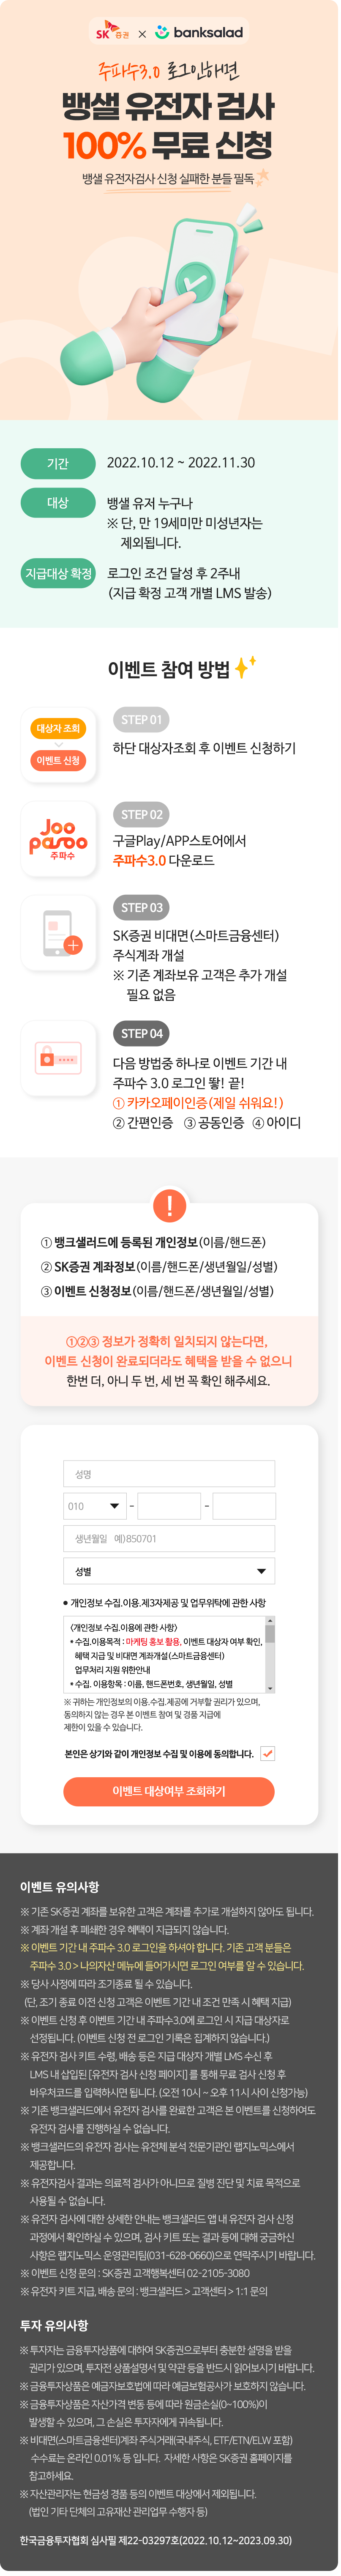 SK증권 × banksalad
주파수3.0 로그인하면
뱅샐 유전자 검사
100% 무료 신청
뱅샐 유전자검사 신청 실패한 분들 필독
기간
2022.10.12 ~ 2022.11.30
대상
뱅샐 유저 누구나
※ 단, 만 19세미만 미성년자는
제외됩니다.
지급대상 확정
로그인 조건 달성 후 2주내
(지급 확정 고객 개별 LMS 발송)
이벤트 참여 방법
대상자 조회
이벤트 신청
STEP 01
하단 대상자조회 후 이벤트 신청하기
Joo
pasoo
주파수
STEP 02
구글Play/APP스토어에서
주파수3.0 다운로드
STEP 03
SK증권 비대면(스마트금융센터)
주식계좌 개설
※ 기존 계좌보유 고객은 추가 개설
필요 없음
STEP 04
다음 방법중 하나로 이벤트 기간 내
주파수 3.0 로그인 뙇! 끝!
① 카카오페이인증(제일 쉬워요!)
② 간편인증 ③ 공동인증 ④ 아이디
!
① 뱅크샐러드에 등록된 개인정보(이름/핸드폰)
② SK증권 계좌정보(이름/핸드폰/생년월일/성별)
③ 이벤트 신청정보(이름/핸드폰/생년월일/성별)
①②③ 정보가 정확히 일치되지 않는다면,
이벤트 신청이 완료되더라도 혜택을 받을 수 없으니
한번 더, 아니 두 번, 세 번 꼭 확인 해주세요.
성명
010 - -
생년월일 예)850701
성별
● 개인정보 수집.이용.제3자제공 및 업무위탁에 관한 사항
<개인정보 수집.이용에 관한 사항>
• 수집.이용목적 : 마케팅 홍보 활용, 이벤트 대상자 여부 확인,
혜택 지급 및 비대면 계좌개설(스마트금융센터)
업무처리 지원 위한안내
• 수집. 이용항목 : 이름, 핸드폰번호, 생년월일, 성별
※ 귀하는 개인정보의 이용.수집.제공에 거부할 권리가 있으며,
동의하지 않는 경우 본 이벤트 참여 및 경품 지급에
제한이 있을 수 있습니다.
본인은 상기와 같이 개인정보 수집 및 이용에 동의합니다.
이벤트 대상여부 조회하기
이벤트 유의사항
※ 기존 SK증권 계좌를 보유한 고객은 계좌를 추가로 개설하지 않아도 됩니다.
※ 계좌 개설 후 폐쇄한 경우 혜택이 지급되지 않습니다.
※ 이벤트 기간 내 주파수 3.0 로그인을 하셔야 합니다. 기존 고객 분들은
주파수 3.0 > 나의자산 메뉴에 들어가시면 로그인 여부를 알 수 있습니다.
※ 당사 사정에 따라 조기종료 될 수 있습니다.
(단, 조기 종료 이전 신청 고객은 이벤트 기간 내 조건 만족 시 혜택 지급)
※ 이벤트 신청 후 이벤트 기간 내 주파수3.0에 로그인 시 지급 대상자로
선정됩니다. (이벤트 신청 전 로그인 기록은 집계하지 않습니다.)
※ 유전자 검사 키트 수령, 배송 등은 지급 대상자 개별 LMS 수신 후
LMS 내 삽입된 [유전자 검사 신청 페이지] 를 통해 무료 검사 신청 후
바우처코드를 입력하시면 됩니다. (오전 10시 ~ 오후 11시 사이 신청가능)
※ 기존 뱅크샐러드에서 유전자 검사를 완료한 고객은 본 이벤트를 신청하여도
유전자 검사를 진행하실 수 없습니다.
※ 뱅크샐러드의 유전자 검사는 유전체 분석 전문기관인 랩지노믹스에서
제공합니다.
※ 유전자검사 결과는 의료적 검사가 아니므로 질병 진단 및 치료 목적으로
사용될 수 없습니다.
※ 유전자 검사에 대한 상세한 안내는 뱅크샐러드 앱 내 유전자 검사 신청
과정에서 확인하실 수 있으며, 검사 키트 또는 결과 등에 대해 궁금하신
사항은 랩지노믹스 운영관리팀(031-628-0660)으로 연락주시기 바랍니다.
※ 이벤트 신청 문의 : SK증권 고객행복센터 02-2105-3080
※ 유전자 키트 지급, 배송 문의 : 뱅크샐러드 > 고객센터 > 1:1 문의
투자 유의사항
※ 투자자는 금융투자상품에 대하여 SK증권으로부터 충분한 설명을 받을
권리가 있으며, 투자전 상품설명서 및 약관 등을 반드시 읽어보시기 바랍니다.
※ 금융투자상품은 예금자보호법에 따라 예금보험공사가 보호하지 않습니다.
※ 금융투자상품은 자산가격 변동 등에 따라 원금손실(0~100%)이
발생할 수 있으며, 그 손실은 투자자에게 귀속됩니다.
※ 비대면(스마트금융센터)계좌 주식거래(국내주식, ETF/ETN/ELW 포함)
수수료는 온라인 0.01% 등 입니다. 자세한 사항은 SK증권 홈페이지를
참고하세요.
※ 자산관리자는 현금성 경품 등의 이벤트 대상에서 제외됩니다.
(법인 기타 단체의 고유재산 관리업무 수행자 등)
한국금융투자협회 심사필 제22-03297호(2022.10.12~2023.09.30)